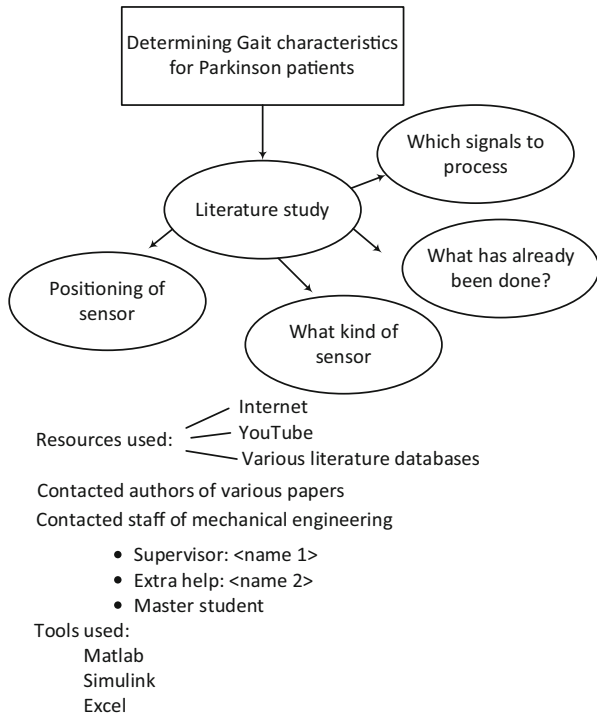 Determining Gait characteristics
for Parkinson patients
Which signals to
process
Literature study
What has already
been done?
Positioning of
sensor
What kind of
sensor
Internet
Resources used:
YouTube
Various literature databases
Contacted authors of various papers
Contacted staff of mechanical engineering
• Supervisor: <name 1>
• Extra help: <name 2>
• Master student
Tools used:
Matlab
Simulink
Excel